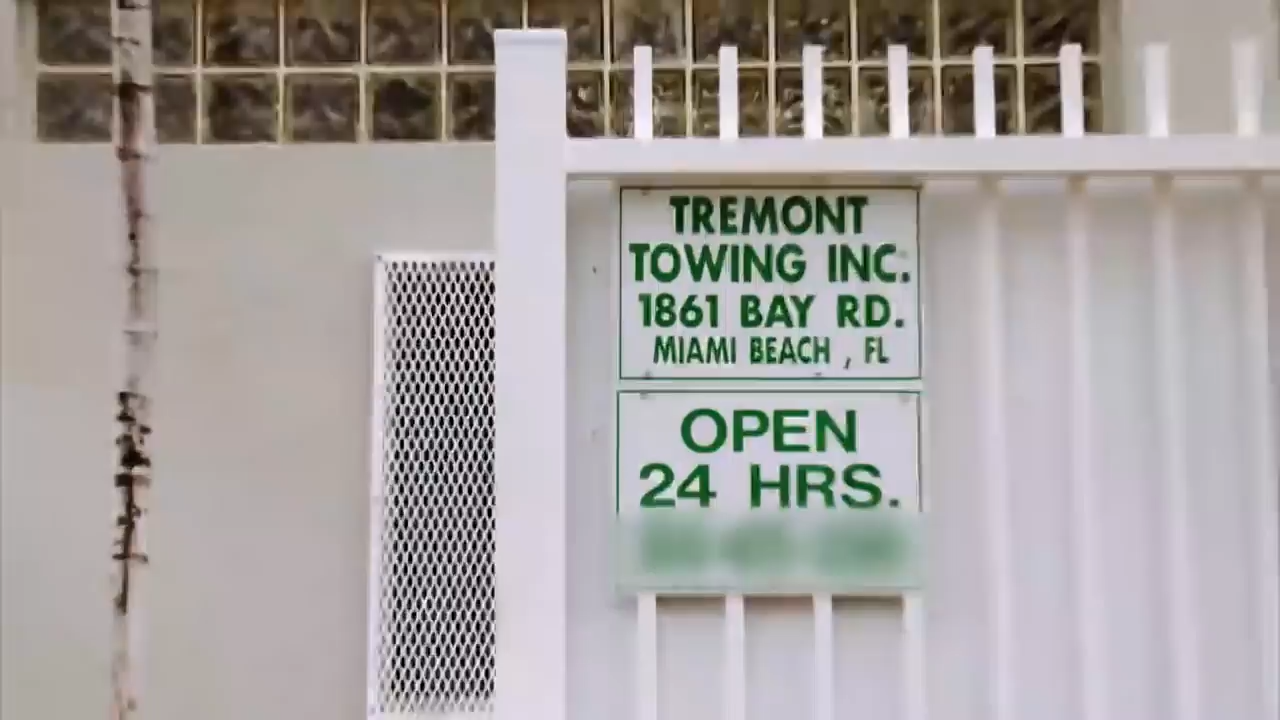 TREMONT
TOWING INC.
1861 BAY RD.
MIAMI BEACH , FL
OPEN
24 HRS.